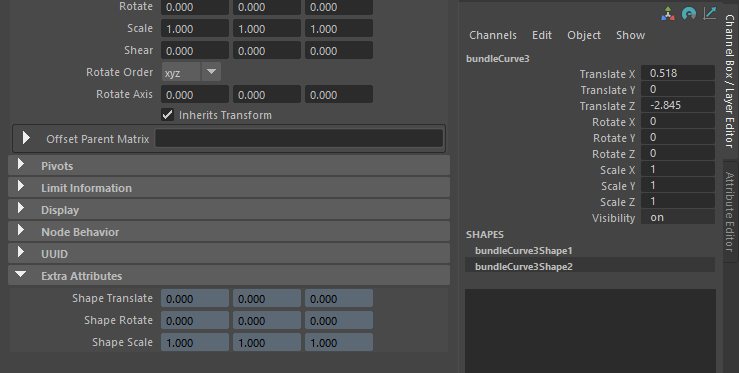 Rotate 0.000 0.000 0.000
Scale 1.000 1.000 1.000
Shear 0.000 0.000 0.000
Rotate Order xyz
Rotate Axis 0.000 0.000 0.000
Inherits Transform
Offset Parent Matrix
Pivots
Limit Information
Display
Node Behavior
UUID
Extra Attributes
Shape Translate 0.000 0.000 0.000
Shape Rotate 0.000 0.000 0.000
Shape Scale 1.000 1.000 1.000
Channels Edit Object Show
bundleCurve3
Translate X 0.518
Translate Y 0
Translate Z -2.845
Rotate X 0
Rotate Y 0
Rotate Z 0
Scale X 1
Scale Y 1
Scale Z 1
Visibility on
SHAPES
bundleCurve3Shape1
bundleCurve3Shape2
Channel Box / Layer Editor
Attribute Editor